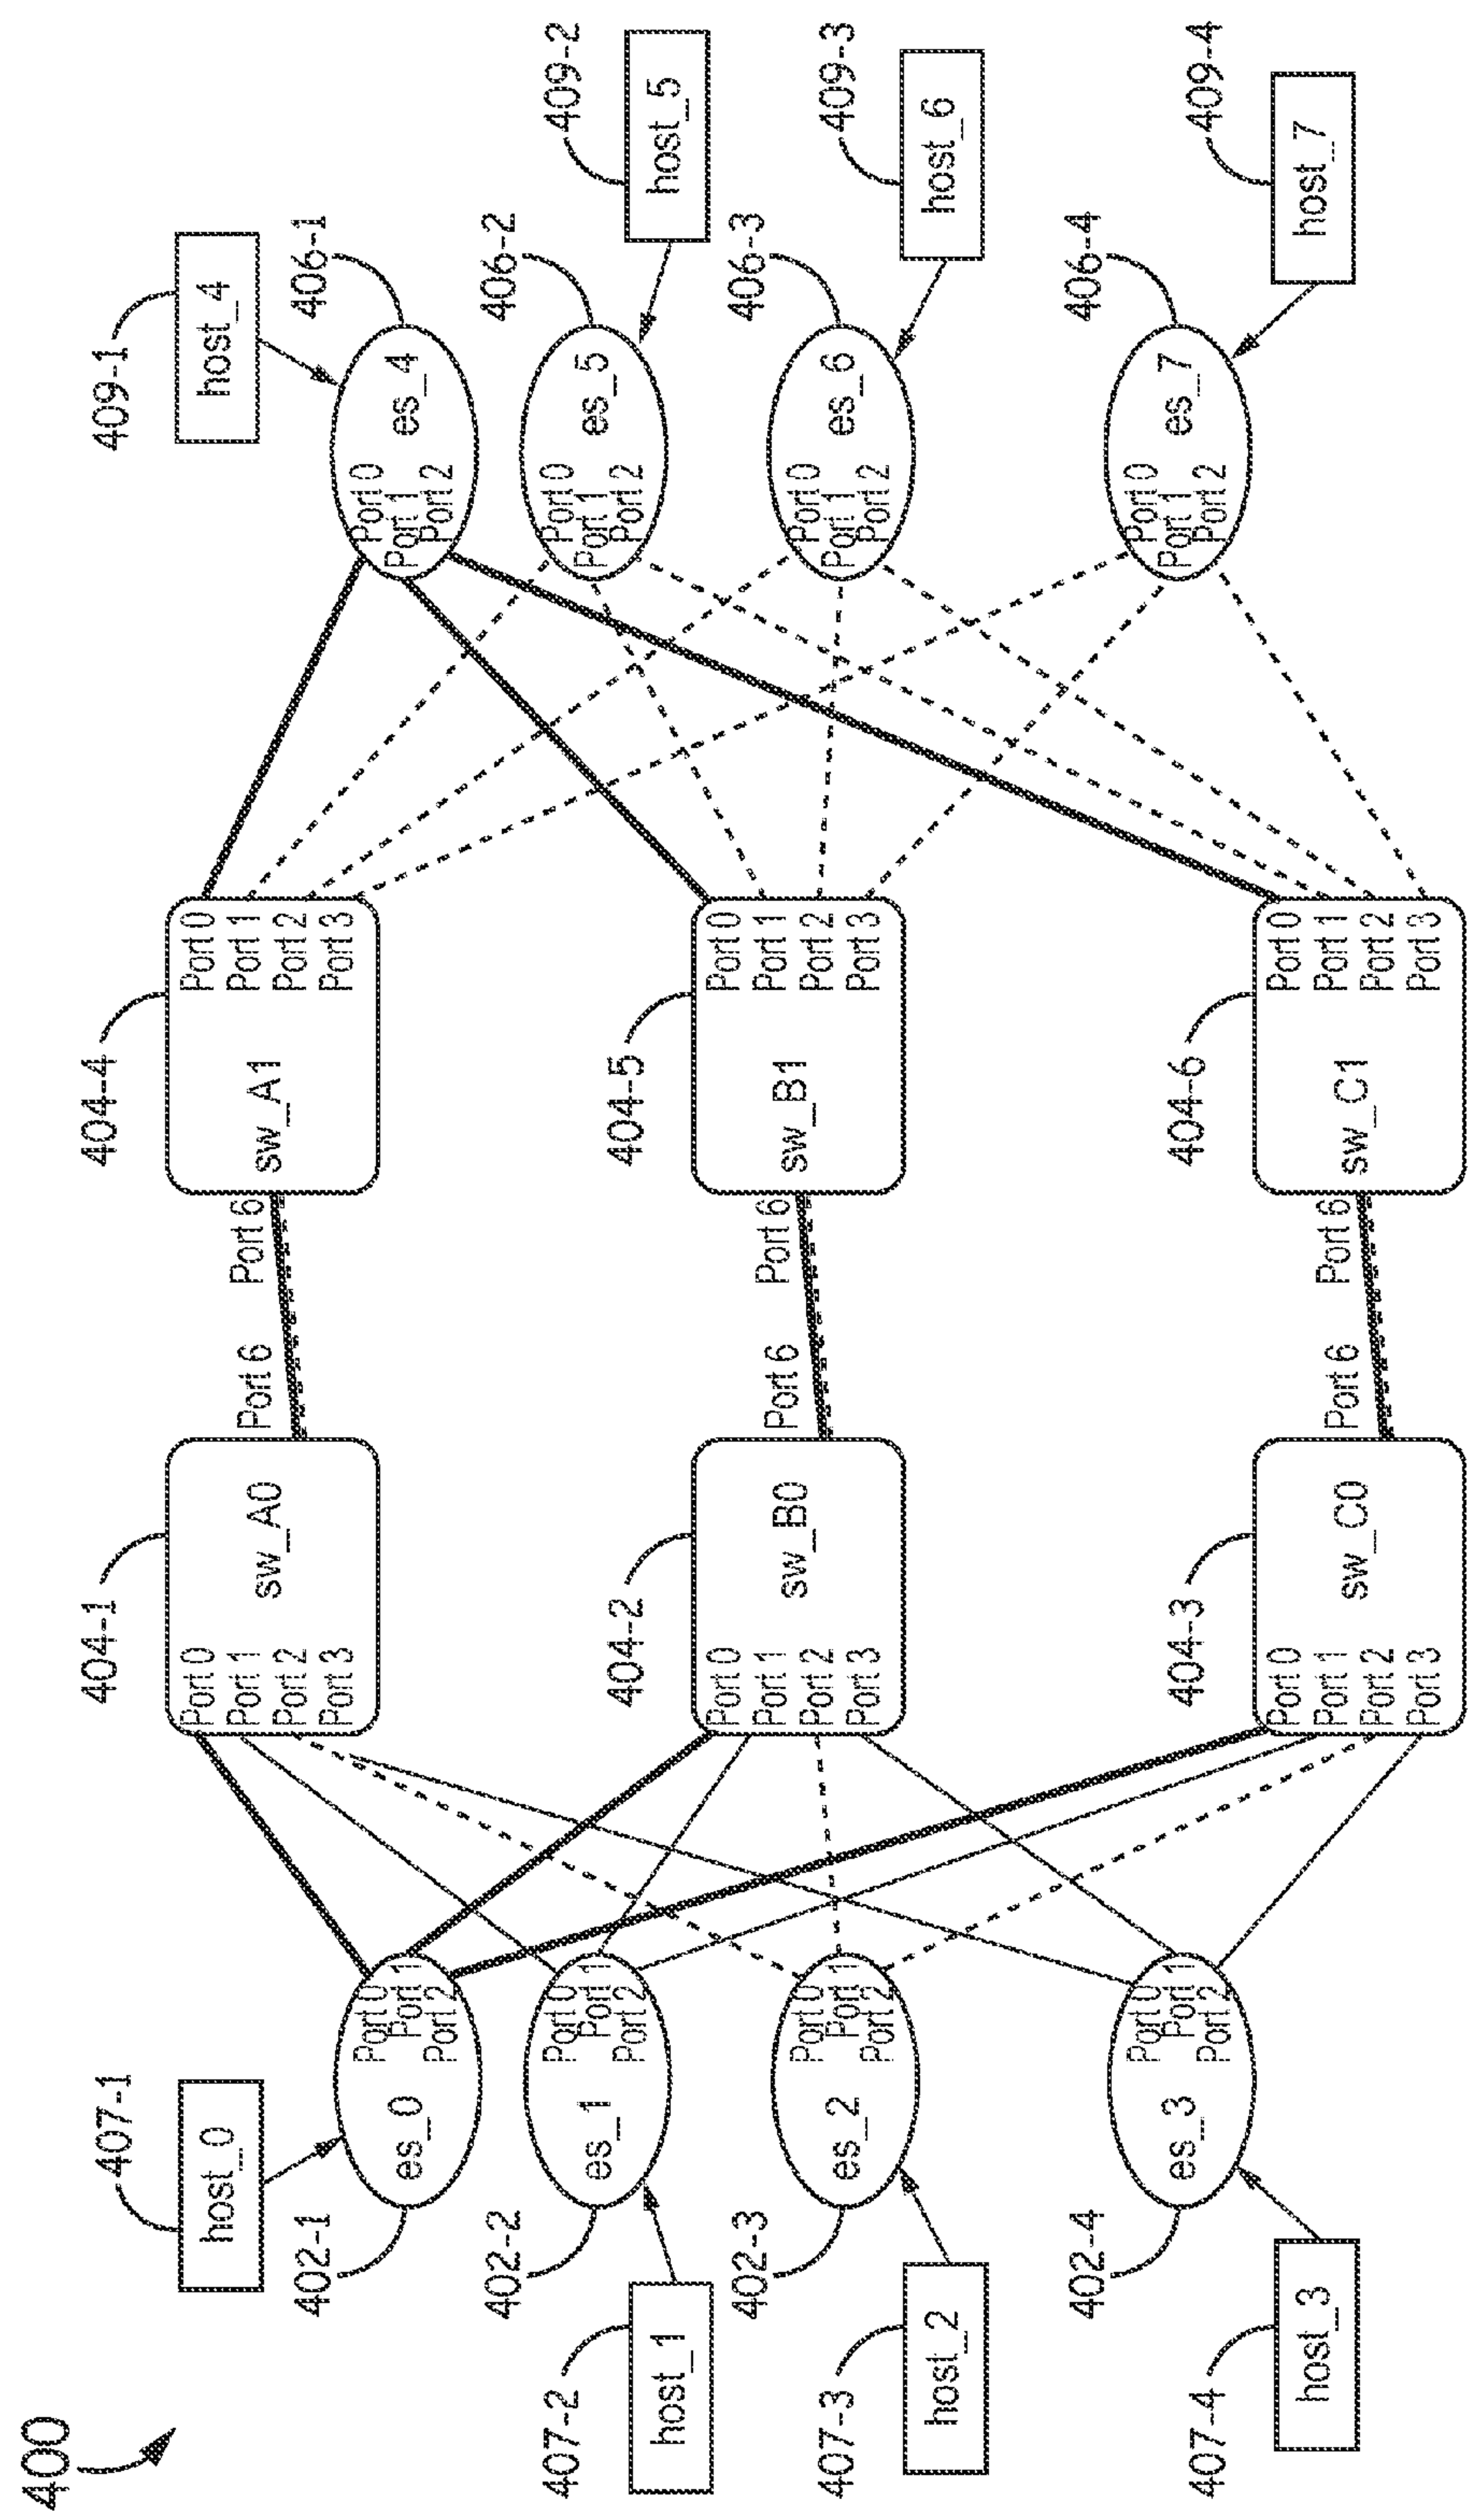 400
407-1
host_0
402-1
es_0
Port 0
Port 1
Port 2
407-2
host_1
402-2
es_1
Port 0
Port 1
Port 2
407-3
host_2
402-3
es_2
Port 0
Port 1
Port 2
407-4
host_3
402-4
es_3
Port 0
Port 1
Port 2
404-1
sw_A0
Port 0
Port 1
Port 2
Port 3
Port 6
404-2
sw_B0
Port 0
Port 1
Port 2
Port 3
Port 6
404-3
sw_C0
Port 0
Port 1
Port 2
Port 3
Port 6
404-4
sw_A1
Port 6
Port 0
Port 1
Port 2
Port 3
404-5
sw_B1
Port 6
Port 0
Port 1
Port 2
Port 3
404-6
sw_C1
Port 6
Port 0
Port 1
Port 2
Port 3
409-1
host_4
406-1
es_4
Port 0
Port 1
Port 2
409-2
host_5
406-2
es_5
Port 0
Port 1
Port 2
409-3
host_6
406-3
es_6
Port 0
Port 1
Port 2
409-4
host_7
406-4
es_7
Port 0
Port 1
Port 2